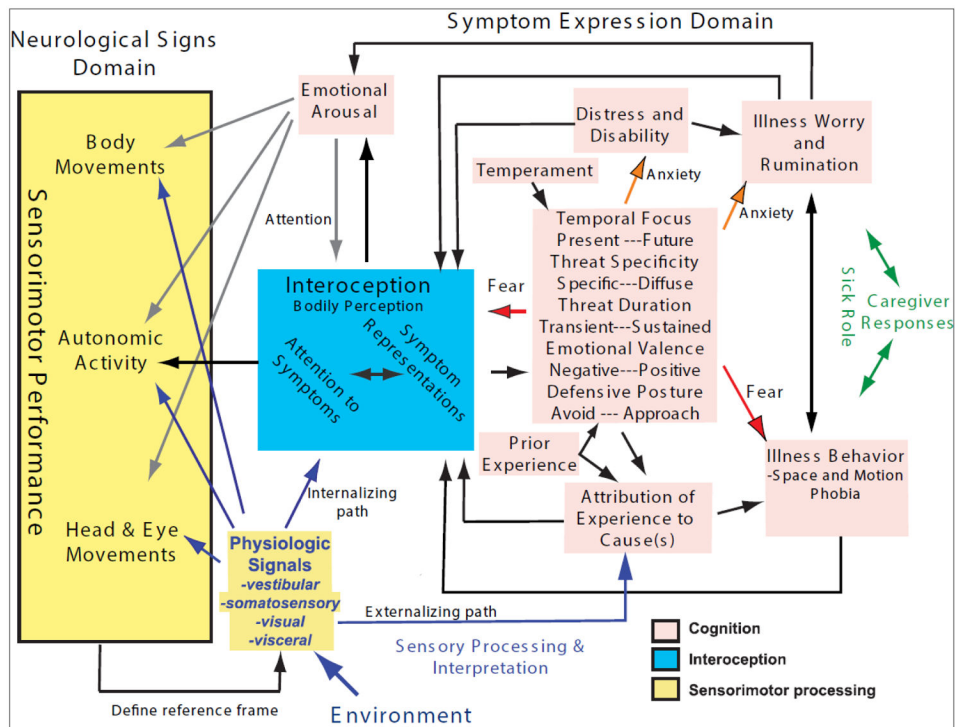 Symptom Expression Domain
Neurological Signs
Domain
Sensorimotor Performance
Body
Movements
Autonomic
Activity
Head & Eye
Movements
Emotional
Arousal
Attention
Interoception
Bodily Perception
Attention to
Symptoms
Symptom
Representations
Internalizing
path
Physiologic
Signals
-vestibular
-somatosensory
-visual
-visceral
Define reference frame
Externalizing path
Sensory Processing &
Interpretation
Environment
Distress and
Disability
Temperament
Anxiety
Illness Worry
and
Rumination
Anxiety
Fear
Temporal Focus
Present ---Future
Threat Specificity
Specific---Diffuse
Threat Duration
Transient---Sustained
Emotional Valence
Negative---Positive
Defensive Posture
Avoid --- Approach
Fear
Prior
Experience
Attribution of
Experience to
Cause(s)
Illness Behavior
-Space and Motion
Phobia
Sick Role
Caregiver
Responses
Cognition
Interoception
Sensorimotor processing